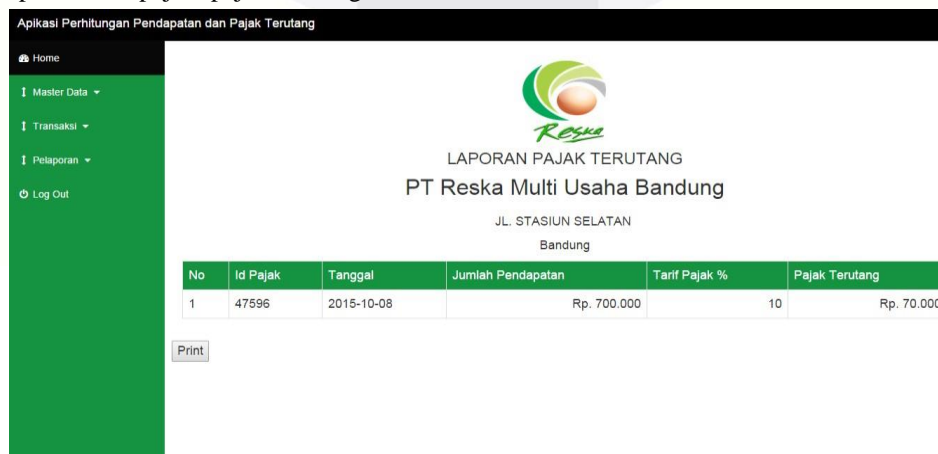 Apikasi Perhitungan Pendapatan dan Pajak Terutang
Home
Master Data
Transaksi
Pelaporan
Log Out
Reska
LAPORAN PAJAK TERUTANG
PT Reska Multi Usaha Bandung
JL. STASIUN SELATAN
Bandung
No Id Pajak Tanggal Jumlah Pendapatan Tarif Pajak % Pajak Terutang
1 47596 2015-10-08 Rp. 700.000 10 Rp. 70.000
Print